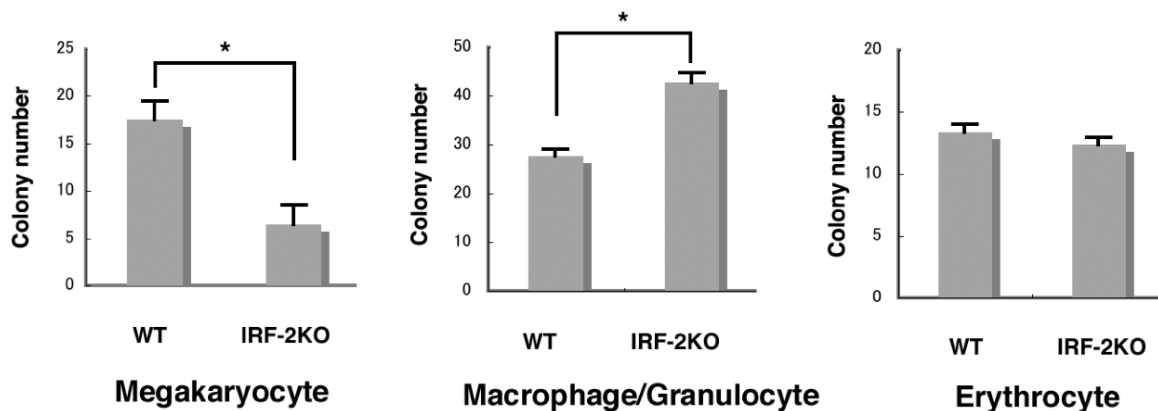 *
25
20
15
10
5
0
Colony number
WT
IRF-2KO
Megakaryocyte
*
50
40
30
20
10
0
Colony number
WT
IRF-2KO
Macrophage/Granulocyte
20
15
10
5
0
Colony number
WT
IRF-2KO
Erythrocyte